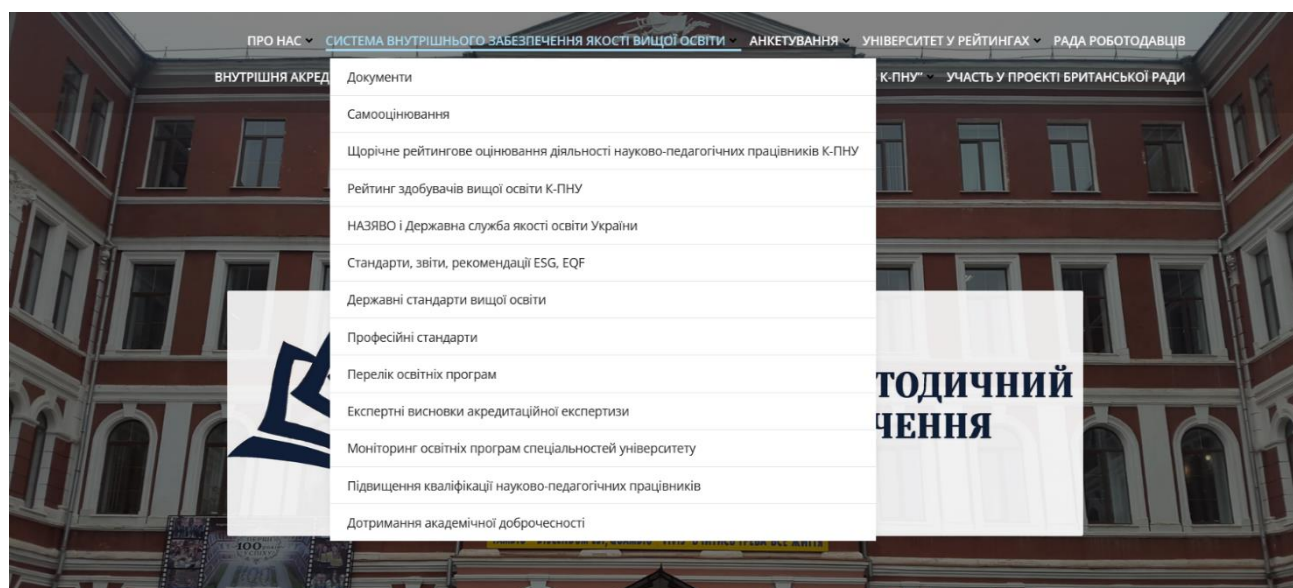 ПРО НАС СИСТЕМА ВНУТРІШНЬОГО ЗАБЕЗПЕЧЕННЯ ЯКОСТІ ВИЩОЇ ОСВІТИ АНКЕТУВАННЯ УНІВЕРСИТЕТ У РЕЙТИНГАХ РАДА РОБОТОДАВЦІВ
ВНУТРІШНЯ К-ПНУ" УЧАСТЬ У ПРОЄКТІ БРИТАНСЬКОЇ РАДИ
Документи
Самооцінювання
Щорічне рейтингове оцінювання діяльності науково-педагогічних працівників К-ПНУ
Рейтинг здобувачів вищої освіти К-ПНУ
НАЗЯВО і Державна служба якості освіти України
Стандарти, звіти, рекомендації ESG, EQF
Державні стандарти вищої освіти
Професійні стандарти
Перелік освітніх програм
Експертні висновки акредитаційної експертизи
Моніторинг освітніх програм спеціальностей університету
Підвищення кваліфікації науково-педагогічних працівників
Дотримання академічної доброчесності
100